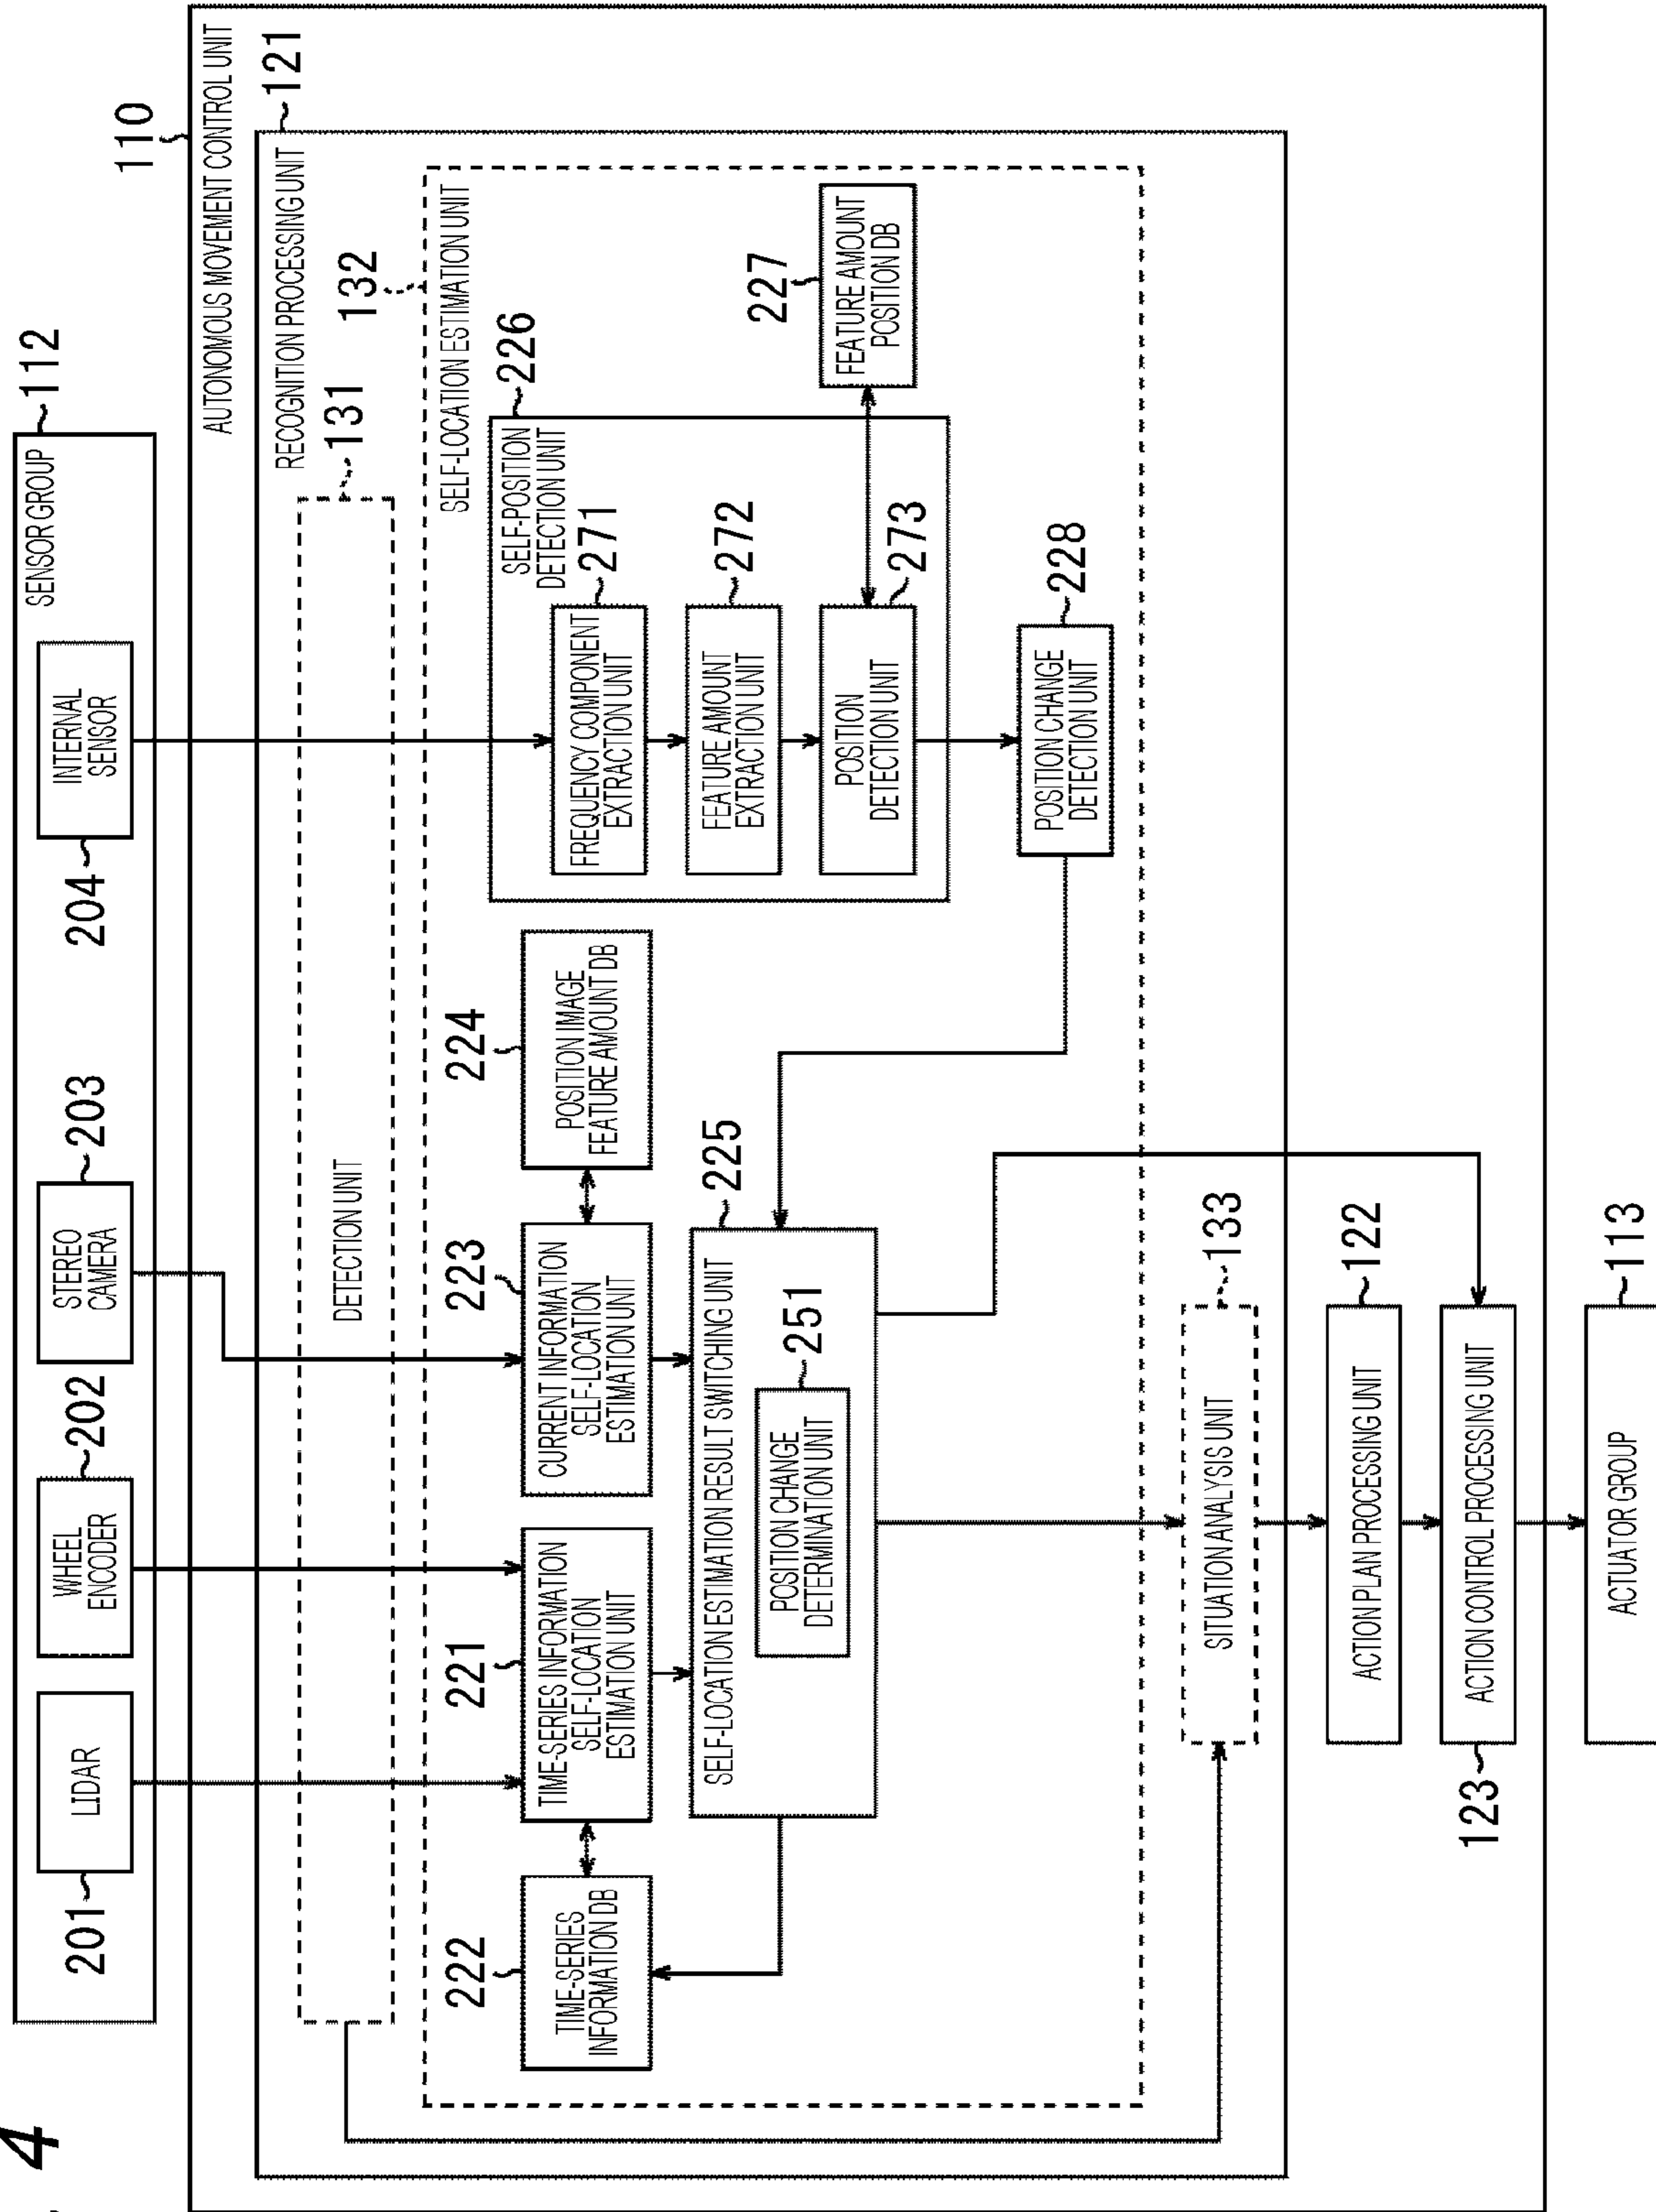 4
SENSOR GROUP
112
LIDAR
201
WHEEL
ENCODER
202
STEREO
CAMERA
203
INTERNAL
SENSOR
204
110
AUTONOMOUS MOVEMENT CONTROL UNIT
RECOGNITION PROCESSING UNIT
121
DETECTION UNIT
131
SELF-LOCATION ESTIMATION UNIT
132
222
TIME-SERIES
INFORMATION DB
221
TIME-SERIES INFORMATION
SELF-LOCATION
ESTIMATION UNIT
223
CURRENT INFORMATION
SELF-LOCATION
ESTIMATION UNIT
224
POSITION IMAGE
FEATURE AMOUNT DB
SELF-POSITION
DETECTION UNIT
226
FREQUENCY COMPONENT
EXTRACTION UNIT
271
FEATURE AMOUNT
EXTRACTION UNIT
272
POSITION
DETECTION UNIT
273
227
FEATURE AMOUNT
POSITION DB
SELF-LOCATION ESTIMATION RESULT SWITCHING UNIT
225
POSITION CHANGE
DETERMINATION UNIT
251
POSITION CHANGE
DETECTION UNIT
228
SITUATION ANALYSIS UNIT
133
ACTION PLAN PROCESSING UNIT
122
ACTION CONTROL PROCESSING UNIT
123
ACTUATOR GROUP
113